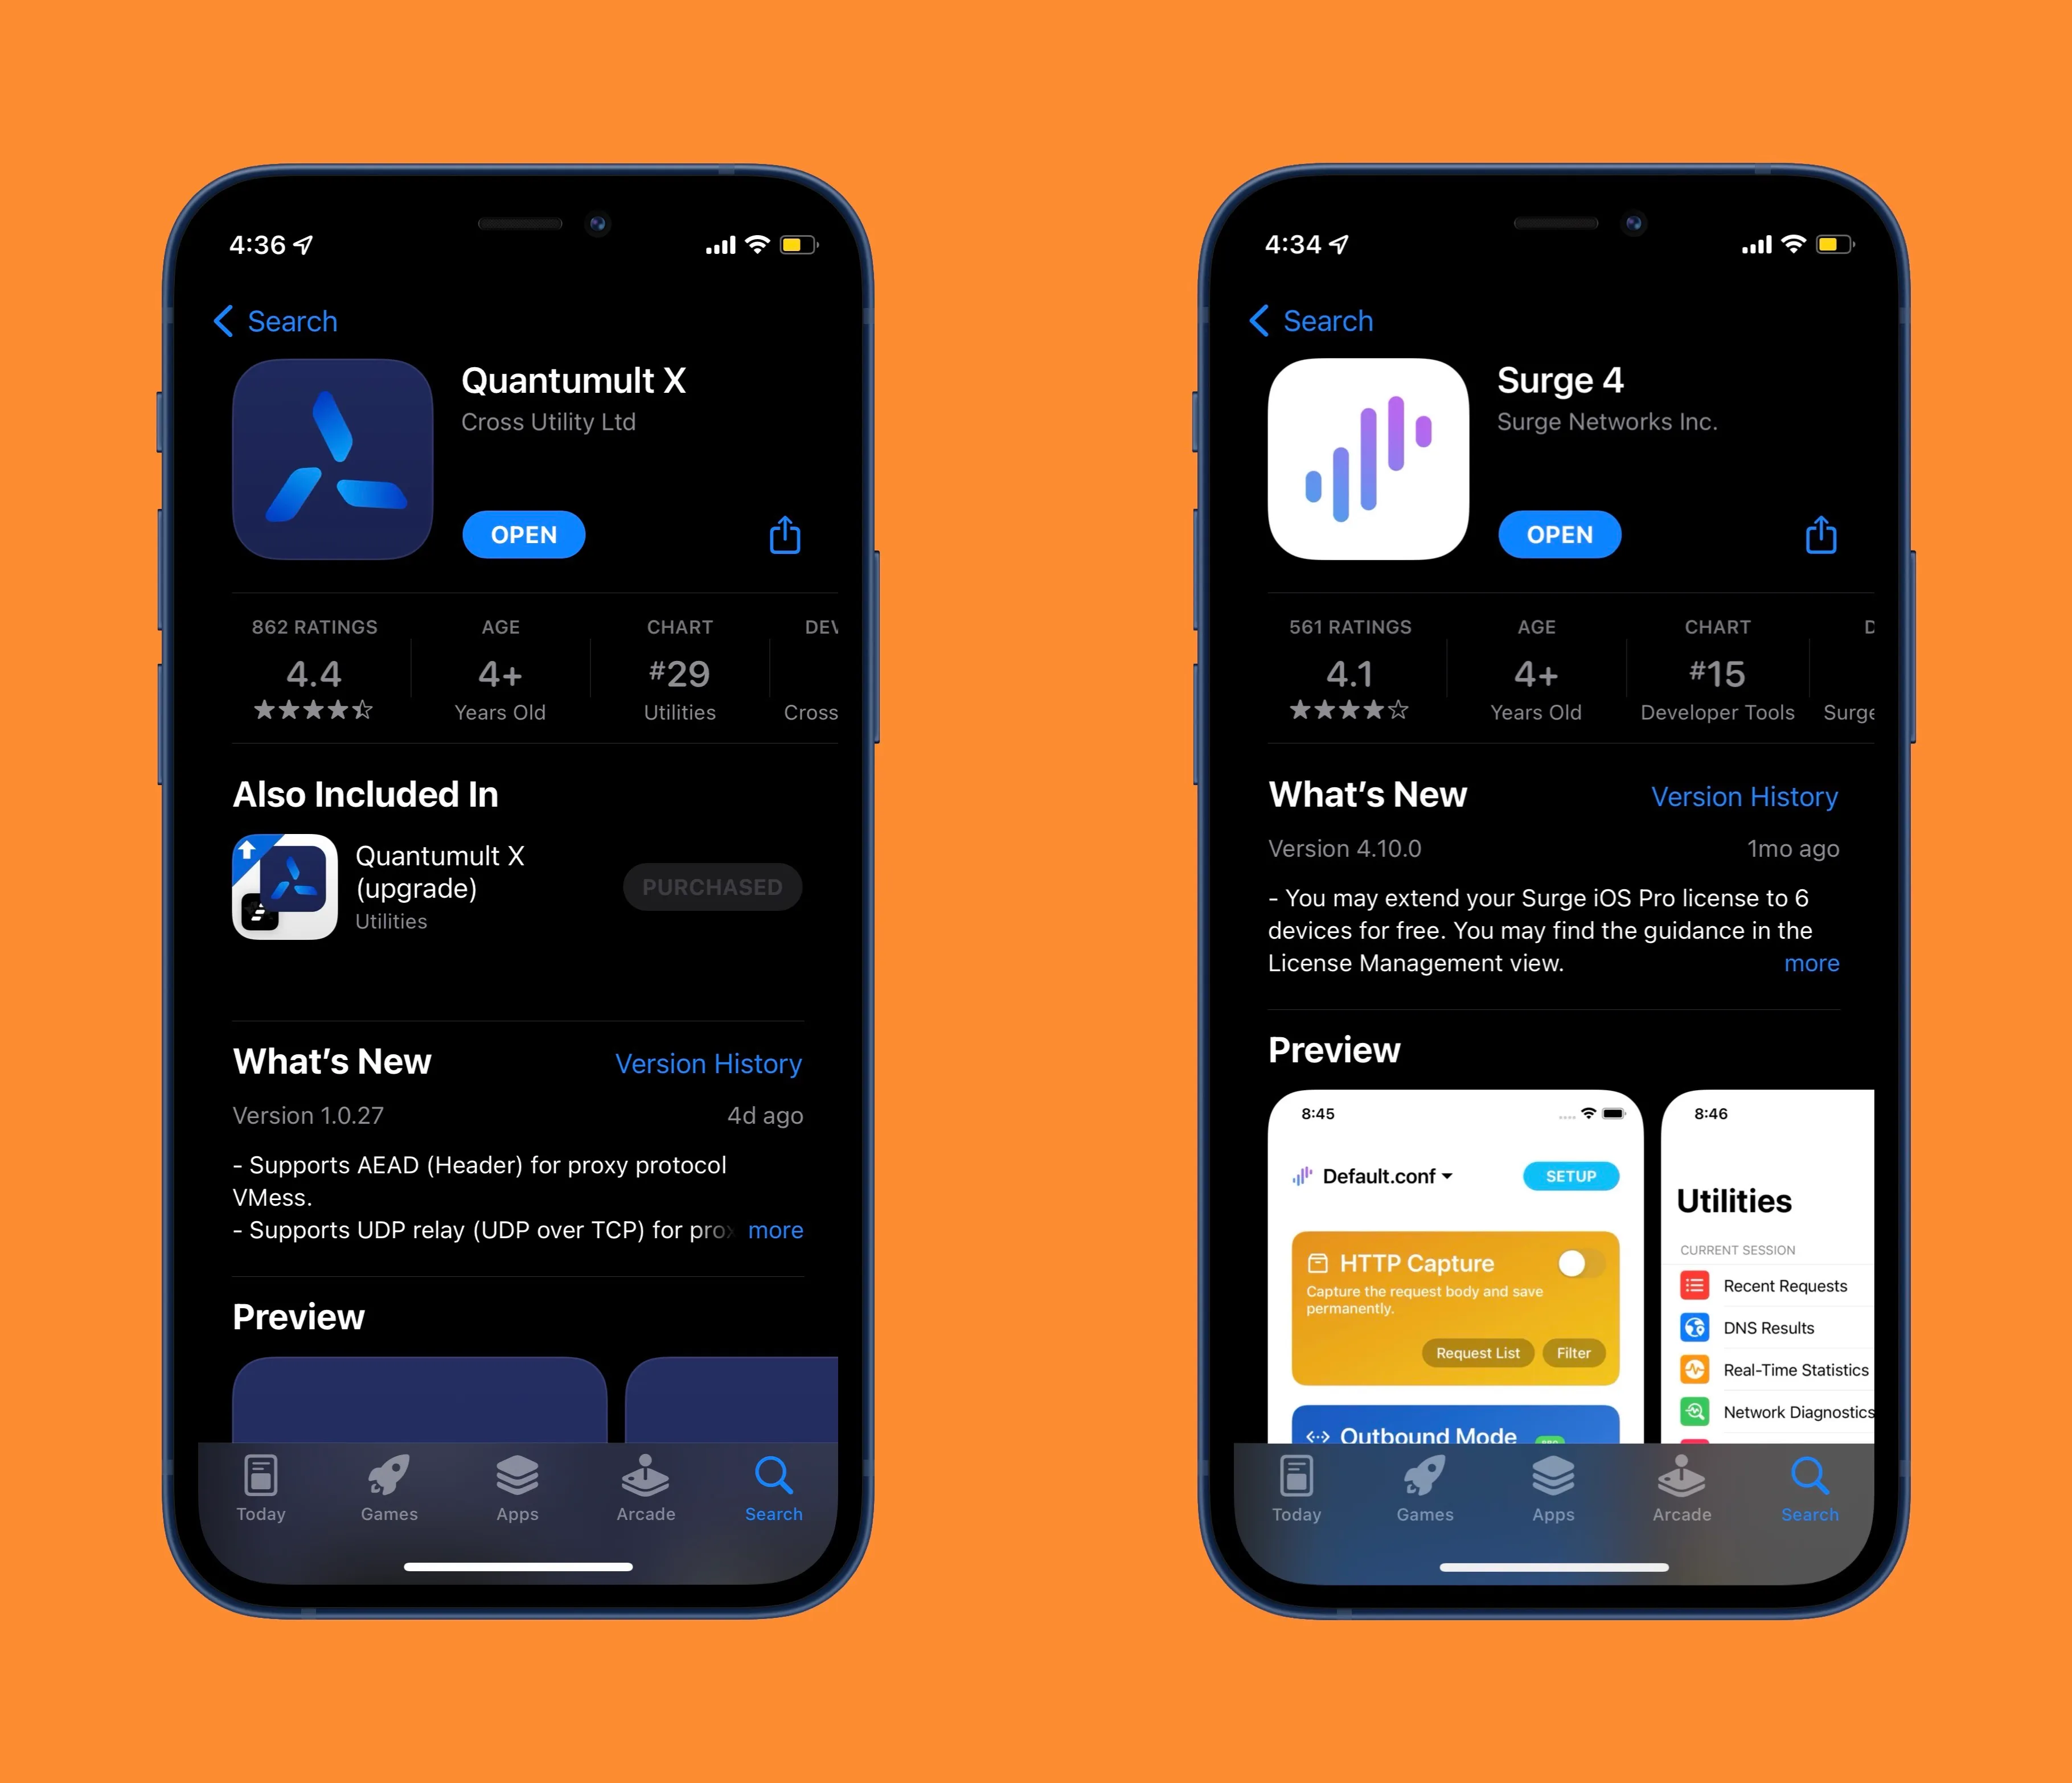 4:36
Search
Quantumult X
Cross Utility Ltd
OPEN
862 RATINGS
4.4
AGE
4+
Years Old
CHART
#29
Utilities
DEV
Cross
Also Included In
Quantumult X
(upgrade)
Utilities
PURCHASED
What's New
Version History
Version 1.0.27
4d ago
- Supports AEAD (Header) for proxy protocol
VMess.
- Supports UDP relay (UDP over TCP) for prox
more
Preview
Today
Games
Apps
Arcade
Search
4:34
Search
Surge 4
Surge Networks Inc.
OPEN
561 RATINGS
4.1
AGE
4+
Years Old
CHART
#15
Developer Tools
D
Surge
What's New
Version History
Version 4.10.0
1mo ago
- You may extend your Surge iOS Pro license to 6
devices for free. You may find the guidance in the
License Management view.
more
Preview
8:45
Default.conf
SETUP
HTTP Capture
Capture the request body and save
permanently.
Request List
Filter
Outbound Mode
8:46
Utilities
CURRENT SESSION
Recent Requests
DNS Results
Real-Time Statistics
Network Diagnostics
Today
Games
Apps
Arcade
Search